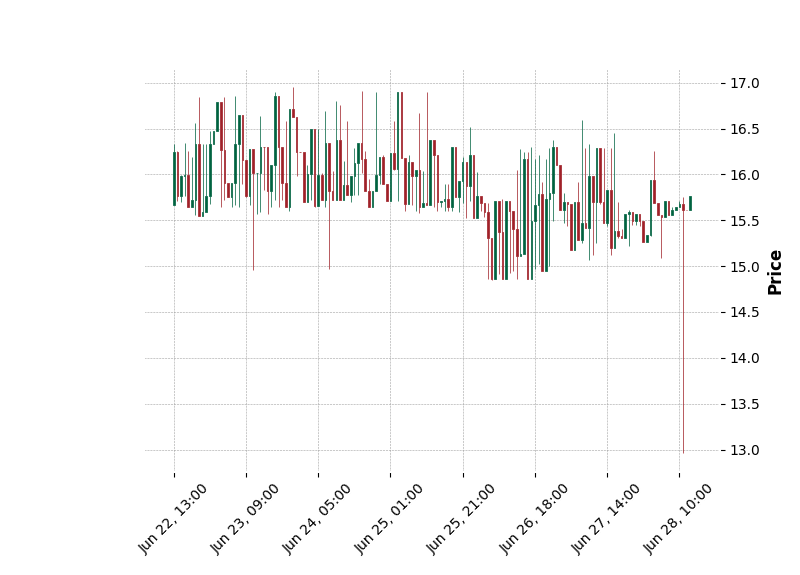 17.0
16.5
16.0
15.5
15.0
14.5
14.0
13.5
13.0
Price
Jun 22, 13:00
Jun 23, 09:00
Jun 24, 05:00
Jun 25, 01:00
Jun 25, 21:00
Jun 26, 18:00
Jun 27, 14:00
Jun 28, 10:00